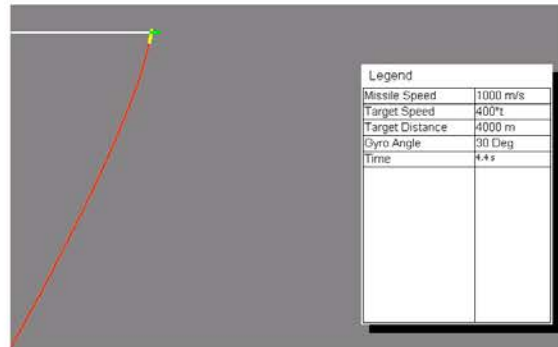 Legend
Missile Speed 1000 m/s
Target Speed 400*t
Target Distance 4000 m
Gyro Angle 30 Deg
Time 4.4 s